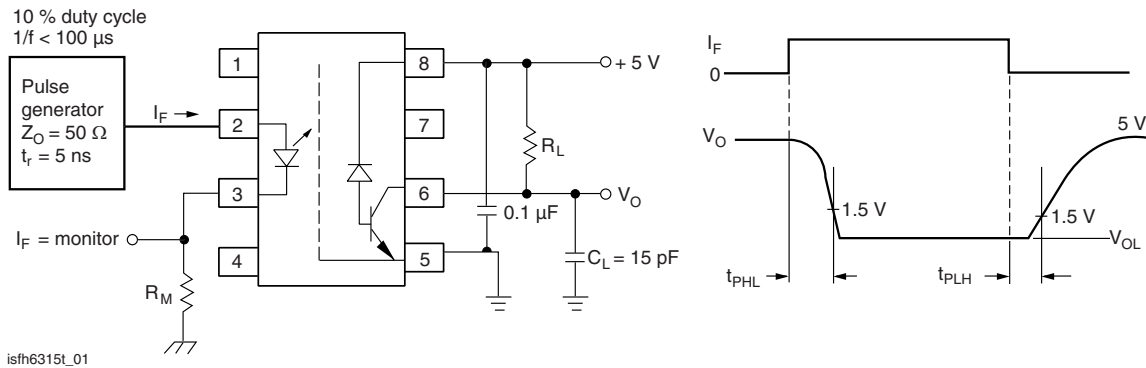 10 % duty cycle
1/f < 100 μs
Pulse
generator
Z_O = 50 Ω
t_r = 5 ns
I_F
1
2
3
4
8
7
6
5
I_F = monitor
R_M
+ 5 V
R_L
V_O
0.1 μF
C_L = 15 pF
I_F
0
V_O
5 V
1.5 V
1.5 V
V_OL
t_PHL
t_PLH
isfh6315t_01